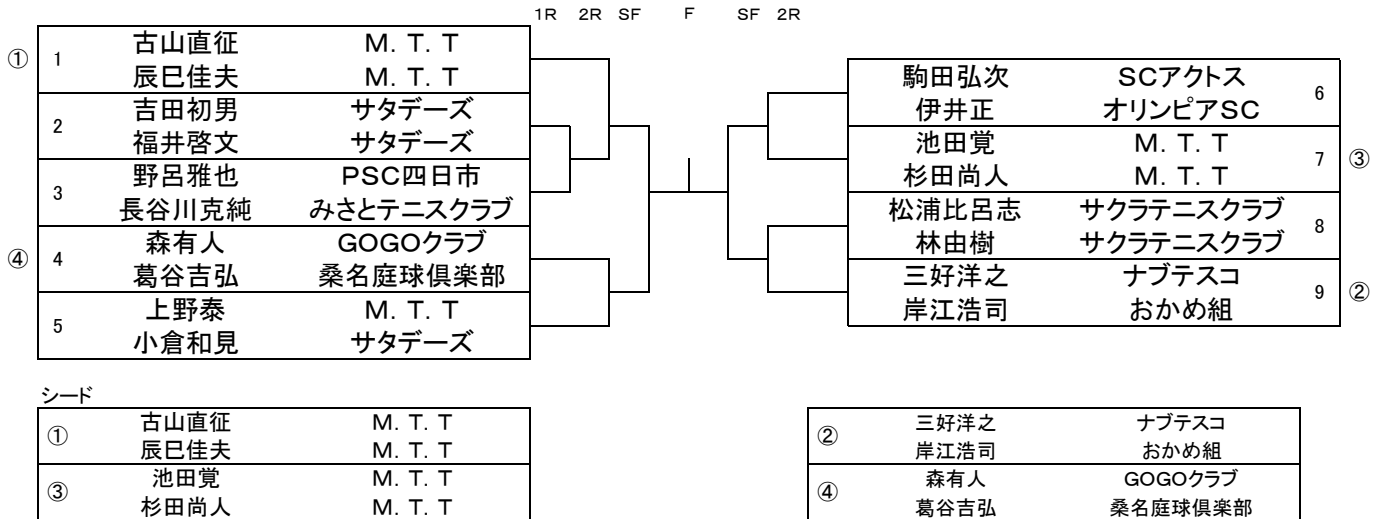 1R 2R SF F SF 2R
① 1 古山直征 M．T．T
辰巳佳夫 M．T．T
2 吉田初男 サタデーズ
福井啓文 サタデーズ
3 野呂雅也 PSC四日市
長谷川克純 みさとテニスクラブ
④ 4 森有人 GOGOクラブ
葛谷吉弘 桑名庭球倶楽部
5 上野泰 M．T．T
小倉和見 サタデーズ
駒田弘次 SCアクトス 6
伊井正 オリンピアSC
池田覚 M．T．T 7 ③
杉田尚人 M．T．T
松浦比呂志 サクラテニスクラブ 8
林由樹 サクラテニスクラブ
三好洋之 ナブテスコ 9 ②
岸江浩司 おかめ組
シード
① 古山直征 M．T．T
辰巳佳夫 M．T．T
③ 池田覚 M．T．T
杉田尚人 M．T．T
② 三好洋之 ナブテスコ
岸江浩司 おかめ組
④ 森有人 GOGOクラブ
葛谷吉弘 桑名庭球倶楽部